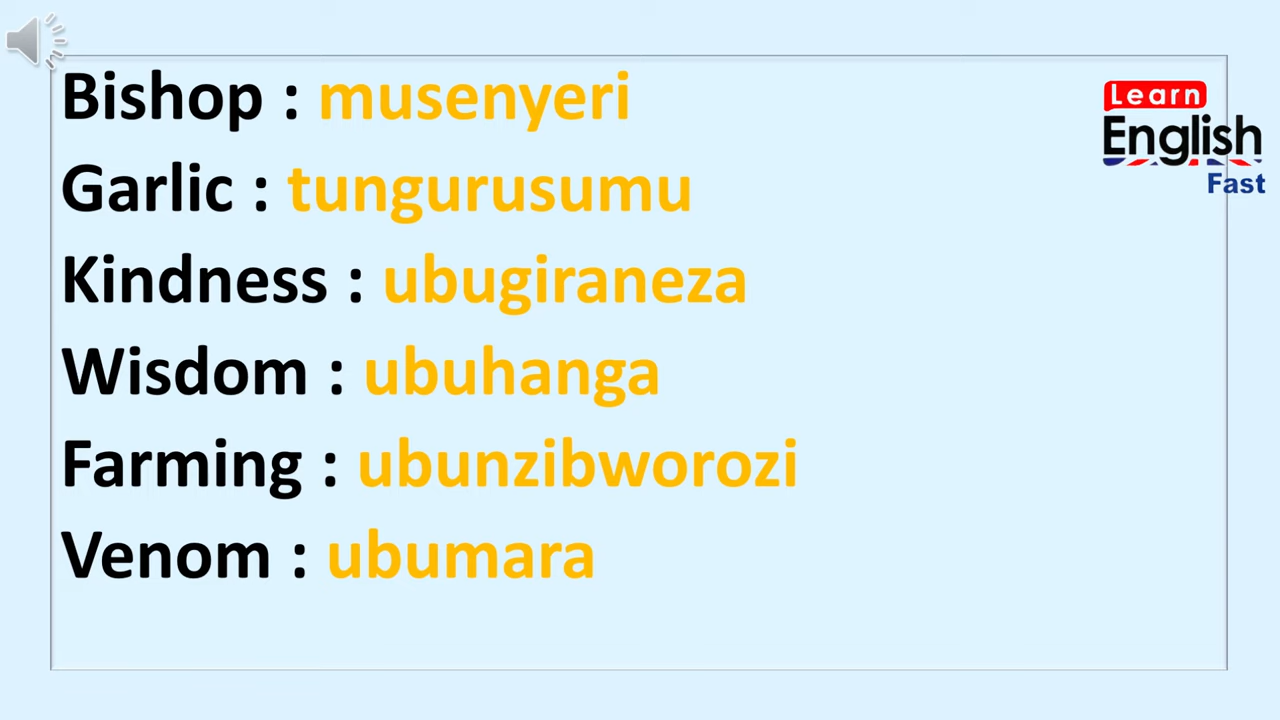 Bishop : musenyeri
Garlic : tungurusumu
Kindness : ubugiraneza
Wisdom : ubuhanga
Farming : ubunzibworozi
Venom : ubumara
Learn
English
Fast